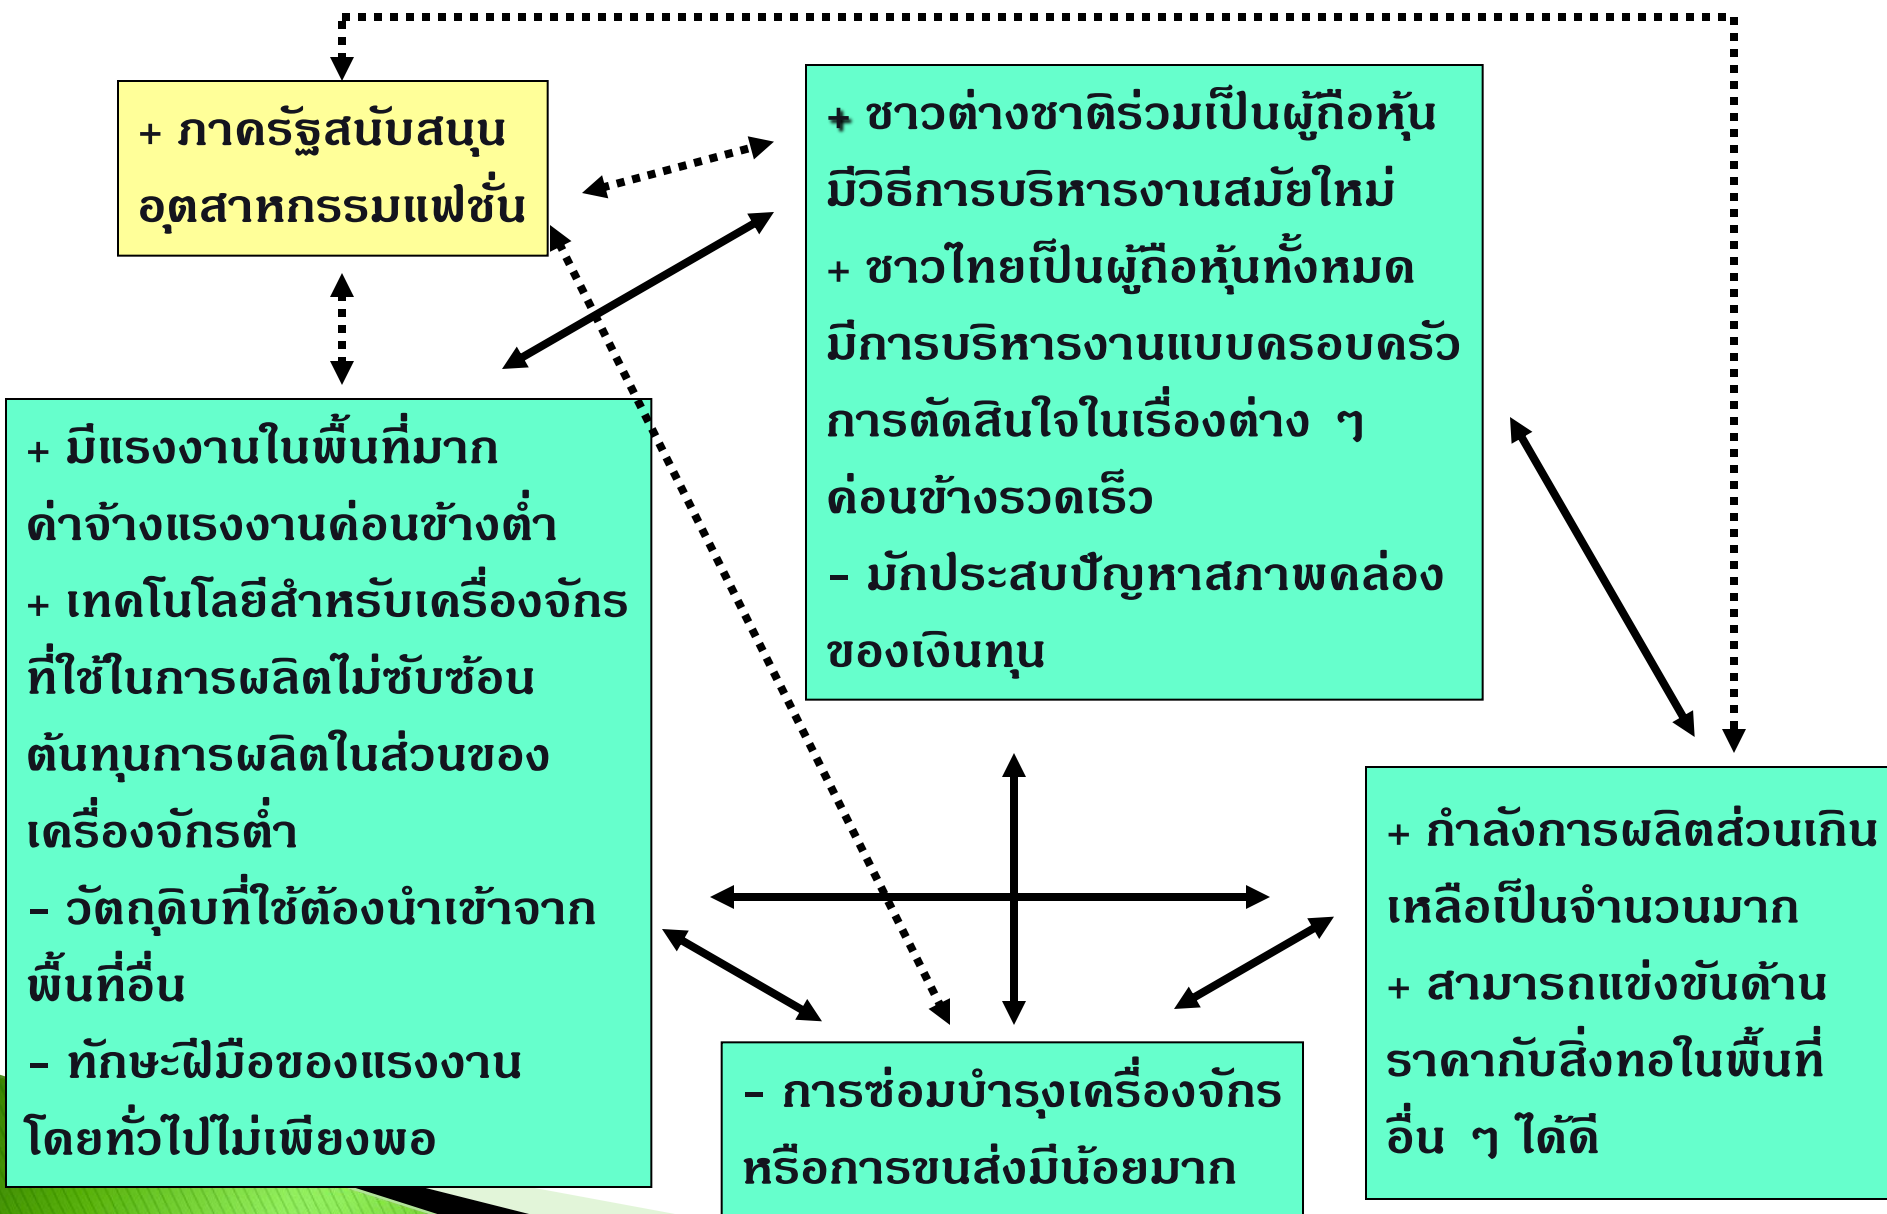 + ภาครัฐสนับสนุน
อุตสาหกรรมแฟชั่น
+ ชาวต่างชาติร่วมเป็นผู้ถือหุ้น
มีวิธีการบริหารงานสมัยใหม่
+ ชาวไทยเป็นผู้ถือหุ้นทั้งหมด
มีการบริหารงานแบบครอบครัว
การตัดสินใจในเรื่องต่าง ๆ
ค่อนข้างรวดเร็ว
- มักประสบปัญหาสภาพคล่อง
ของเงินทุน
+ มีแรงงานในพื้นที่มาก
ค่าจ้างแรงงานค่อนข้างต่ำ
+ เทคโนโลยีสำหรับเครื่องจักร
ที่ใช้ในการผลิตไม่ซับซ้อน
ต้นทุนการผลิตในส่วนของ
เครื่องจักรต่ำ
- วัตถุดิบที่ใช้ต้องนำเข้าจาก
พื้นที่อื่น
- ทักษะฝีมือของแรงงาน
โดยทั่วไปไม่เพียงพอ
+ กำลังการผลิตส่วนเกิน
เหลือเป็นจำนวนมาก
+ สามารถแข่งขันด้าน
ราคากับสิ่งทอในพื้นที่
อื่น ๆ ได้ดี
- การซ่อมบำรุงเครื่องจักร
หรือการขนส่งมีน้อยมาก